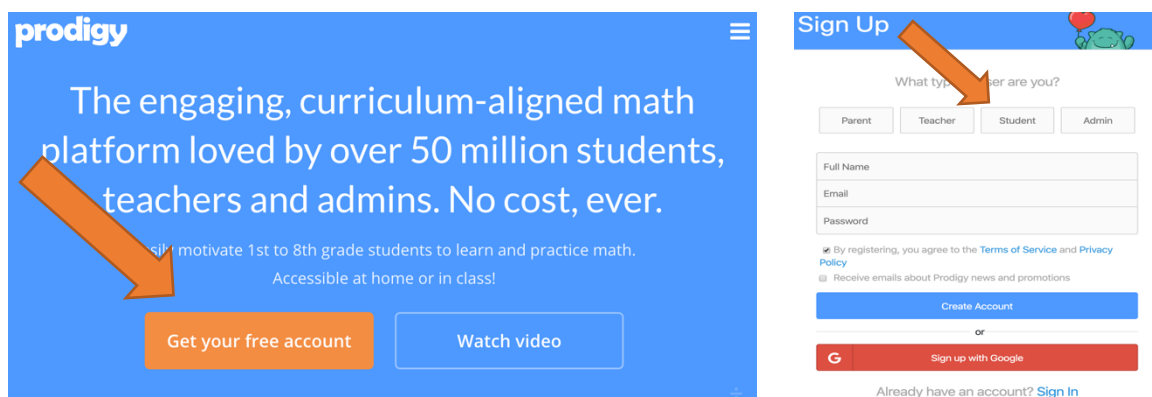 prodigy
The engaging, curriculum-aligned math
platform loved by over 50 million students,
teachers and admins. No cost, ever.
motivate 1st to 8th grade students to learn and practice math.
Accessible at home or in class!
Get your free account
Watch video
Sign Up
What are you?
Parent
Teacher
Student
Admin
Full Name
Email
Password
By registering, you agree to the Terms of Service and Privacy
Policy
Receive emails about Prodigy news and promotions
Create Account
or
G Sign up with Google
Already have an account? Sign In